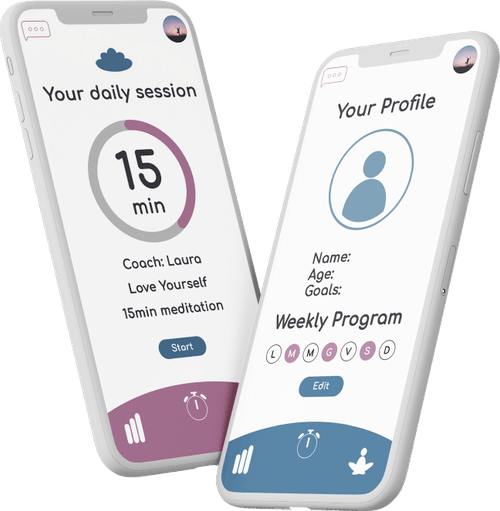 Your daily session
15
min
Coach: Laura
Love Yourself
15min meditation
Start
Your Profile
Name:
Age:
Goals:
Weekly Program
L M M G V S D
Edit